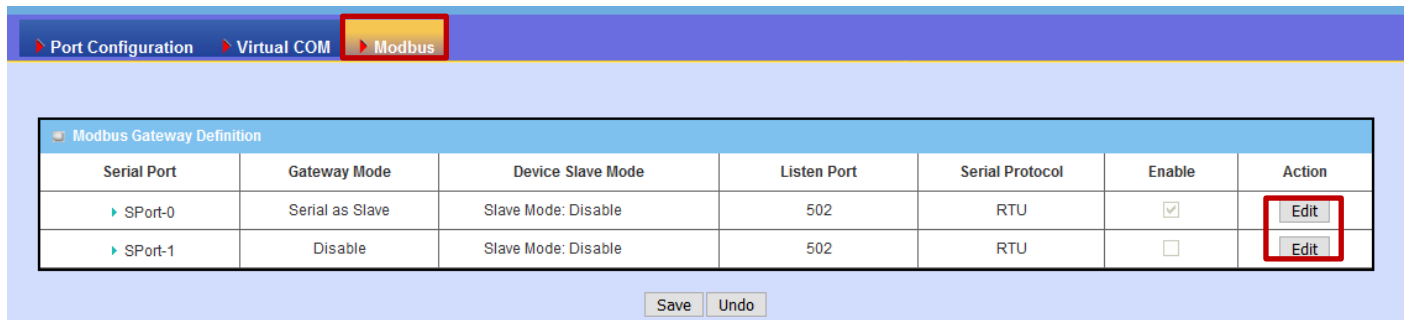 Port Configuration Virtual COM Modbus
Modbus Gateway Definition
Serial Port Gateway Mode Device Slave Mode Listen Port Serial Protocol Enable Action
SPort-0 Serial as Slave Slave Mode: Disable 502 RTU Edit
SPort-1 Disable Slave Mode: Disable 502 RTU Edit
Save Undo